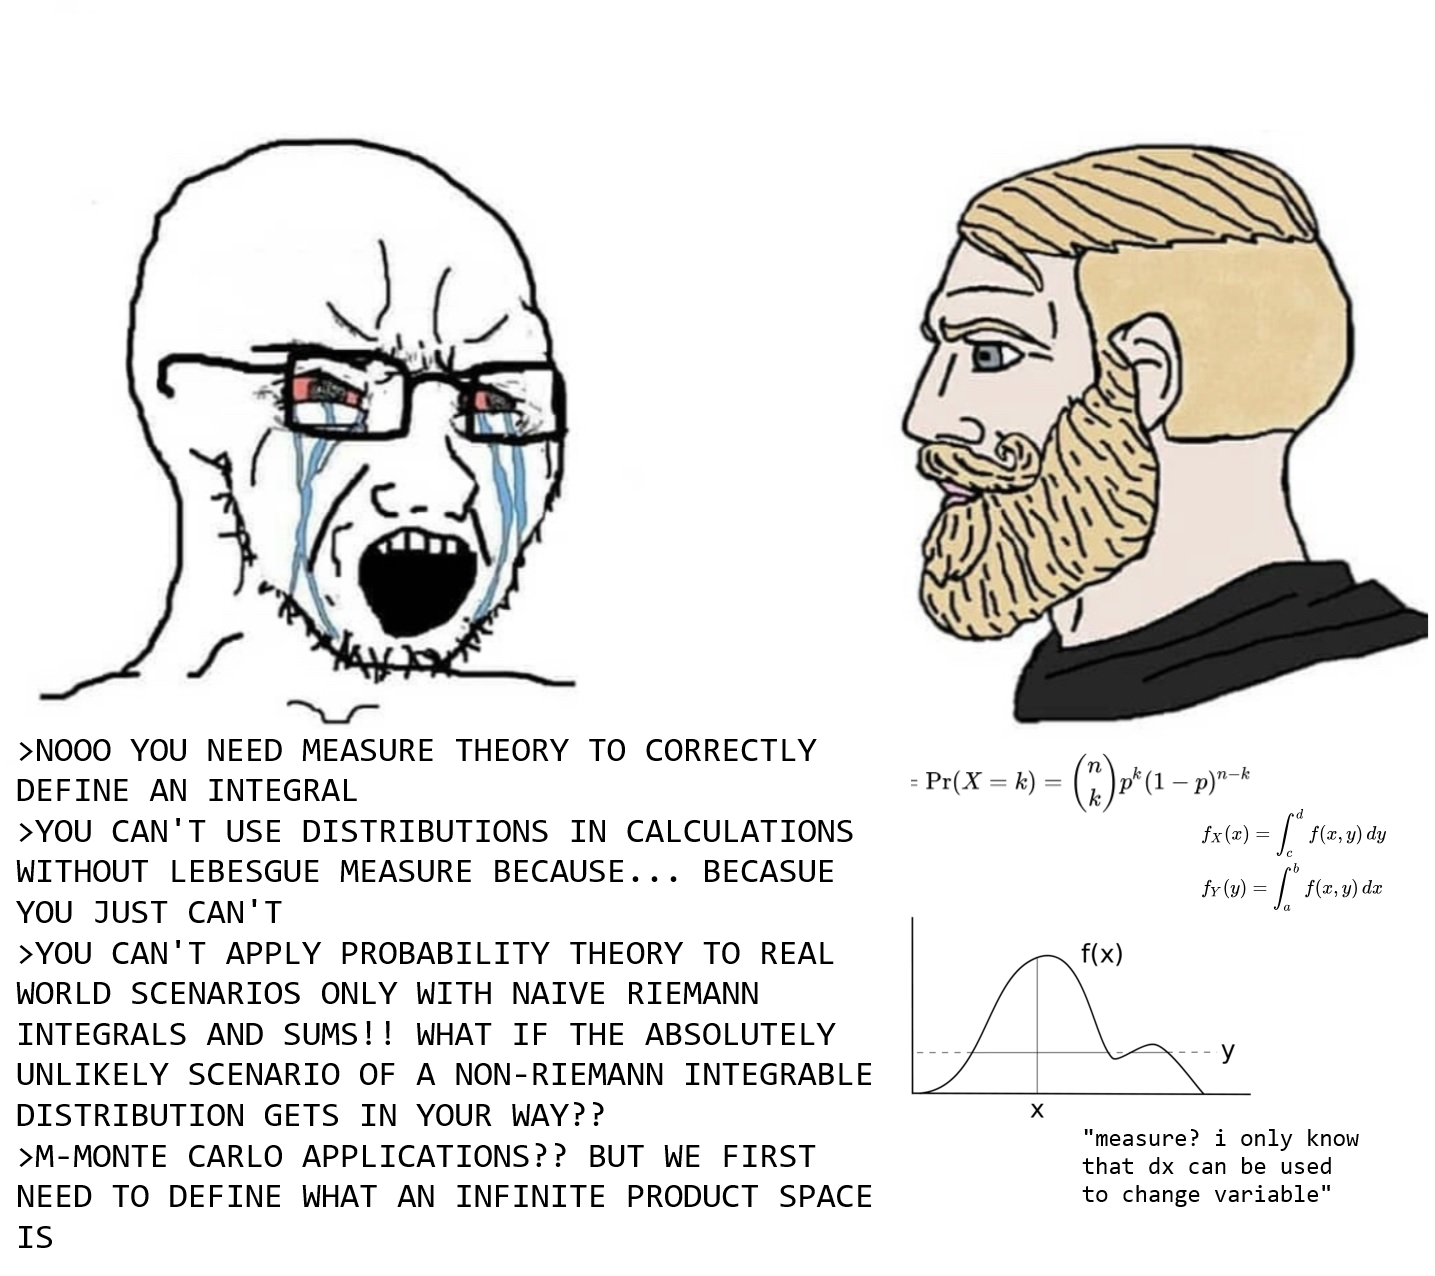 >NOOO YOU NEED MEASURE THEORY TO CORRECTLY
DEFINE AN INTEGRAL
>YOU CAN'T USE DISTRIBUTIONS IN CALCULATIONS
WITHOUT LEBESGUE MEASURE BECAUSE... BECASUE
YOU JUST CAN'T
>YOU CAN'T APPLY PROBABILITY THEORY TO REAL
WORLD SCENARIOS ONLY WITH NAIVE RIEMANN
INTEGRALS AND SUMS!! WHAT IF THE ABSOLUTELY
UNLIKELY SCENARIO OF A NON-RIEMANN INTEGRABLE
DISTRIBUTION GETS IN YOUR WAY??
>M-MONTE CARLO APPLICATIONS?? BUT WE FIRST
NEED TO DEFINE WHAT AN INFINITE PRODUCT SPACE
IS
= Pr(X = k) = \binom{n}{k} p^k (1 − p)^{n−k}
f_X(x) = ∫_c^d f(x, y) dy
f_Y(y) = ∫_a^b f(x, y) dx
f(x)
y
x
"measure? i only know
that dx can be used
to change variable"